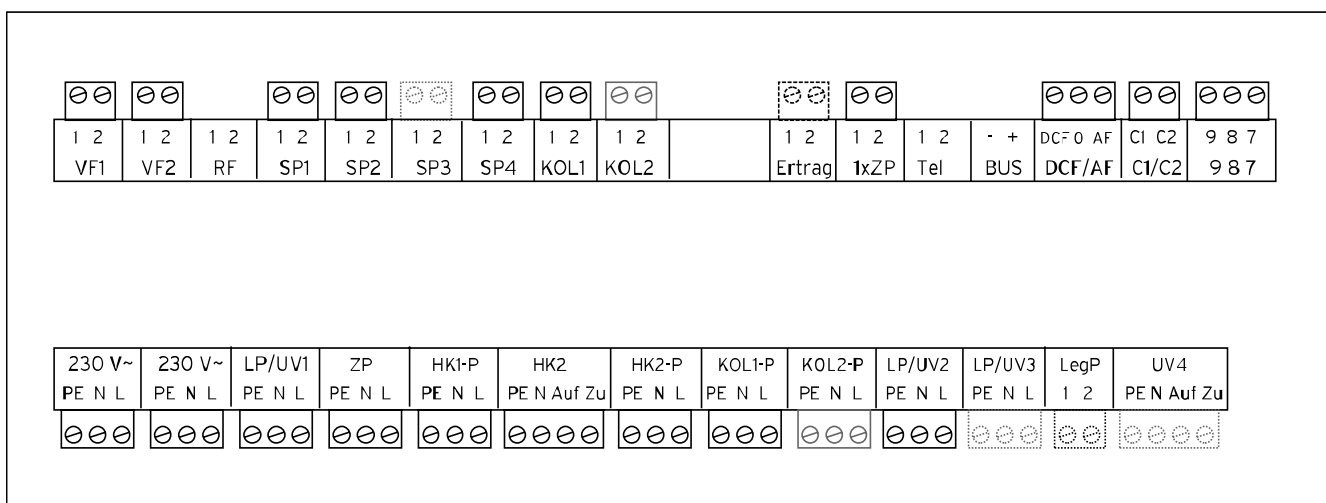 1 2 1 2 1 2 1 2 1 2 1 2 1 2 1 2 1 2 1 2 1 2 1 2 - + DCF O AF C1 C2 9 8 7
VF1 VF2 RF SP1 SP2 SP3 SP4 KOL1 KOL2 Ertrag 1xZP Tel BUS DCF/AF C1/C2 9 8 7
230 V~ 230 V~ LP/UV1 ZP HK1-P HK2 HK2-P KOL1-P KOL2-P LP/UV2 LP/UV3 LegP UV4
PE N L PE N L PE N L PE N L PE N L PE N Auf Zu PE N L PE N L PE N L PE N L PE N L 1 2 PE N Auf Zu